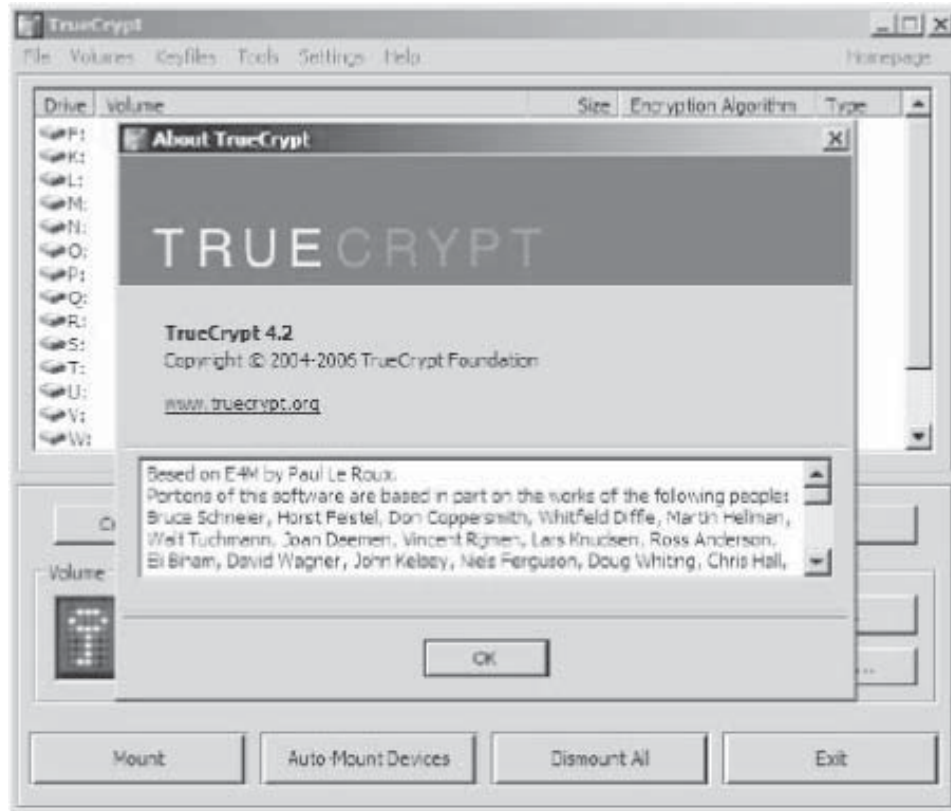 TrueCrypt
File Volumes Keyfiles Tools Settings Help Homepage
Drive Volume Size Encryption Algorithm Type
F:
K:
L:
M:
N:
O:
P:
Q:
R:
S:
T:
U:
V:
W:
About TrueCrypt
TRUECRYPT
TrueCrypt 4.2
Copyright © 2004-2006 TrueCrypt Foundation
www.truecrypt.org
Based on E4M by Paul Le Roux.
Portions of this software are based in part on the works of the following people:
Bruce Schneier, Horst Feistel, Don Coppersmith, Whitfield Diffie, Martin Hellman,
Walt Tuchmann, Joan Daemen, Vincent Rijmen, Lars Knudsen, Ross Anderson,
Eli Biham, David Wagner, John Kelsey, Niels Ferguson, Doug Whiting, Chris Hall,
Volume
OK
Mount Auto-Mount Devices Dismount All Exit